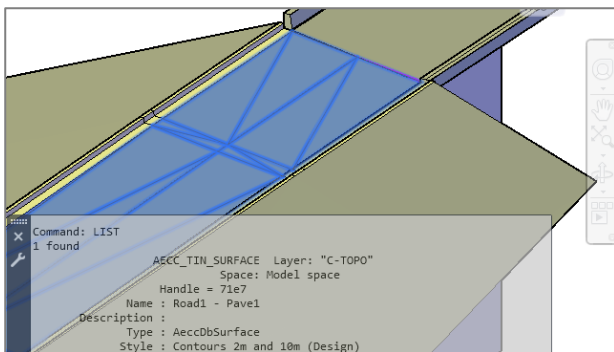 Command: LIST
1 found
AECC_TIN_SURFACE  Layer: "C-TOPO"
Space: Model space
Handle = 71e7
Name : Road1 - Pave1
Description :
Type : AeccDbSurface
Style : Contours 2m and 10m (Design)